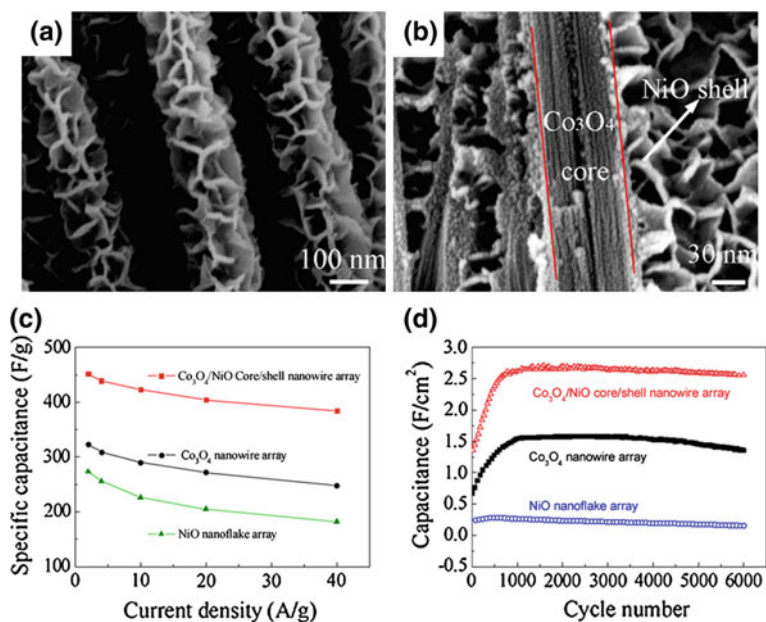 (a)
100 nm
(b)
NiO shell
Co₃O₄
core
30 nm
(c)
Specific capacitance (F/g)
500
400
300
200
100
Co₃O₄/NiO Core/shell nanowire array
Co₃O₄ nanowire array
NiO nanoflake array
0 10 20 30 40
Current density (A/g)
(d)
Capacitance (F/cm²)
3.0
2.5
2.0
1.5
1.0
0.5
0.0
-0.5
Co₃O₄/NiO core/shell nanowire array
Co₃O₄ nanowire array
NiO nanoflake array
0 1000 2000 3000 4000 5000 6000
Cycle number